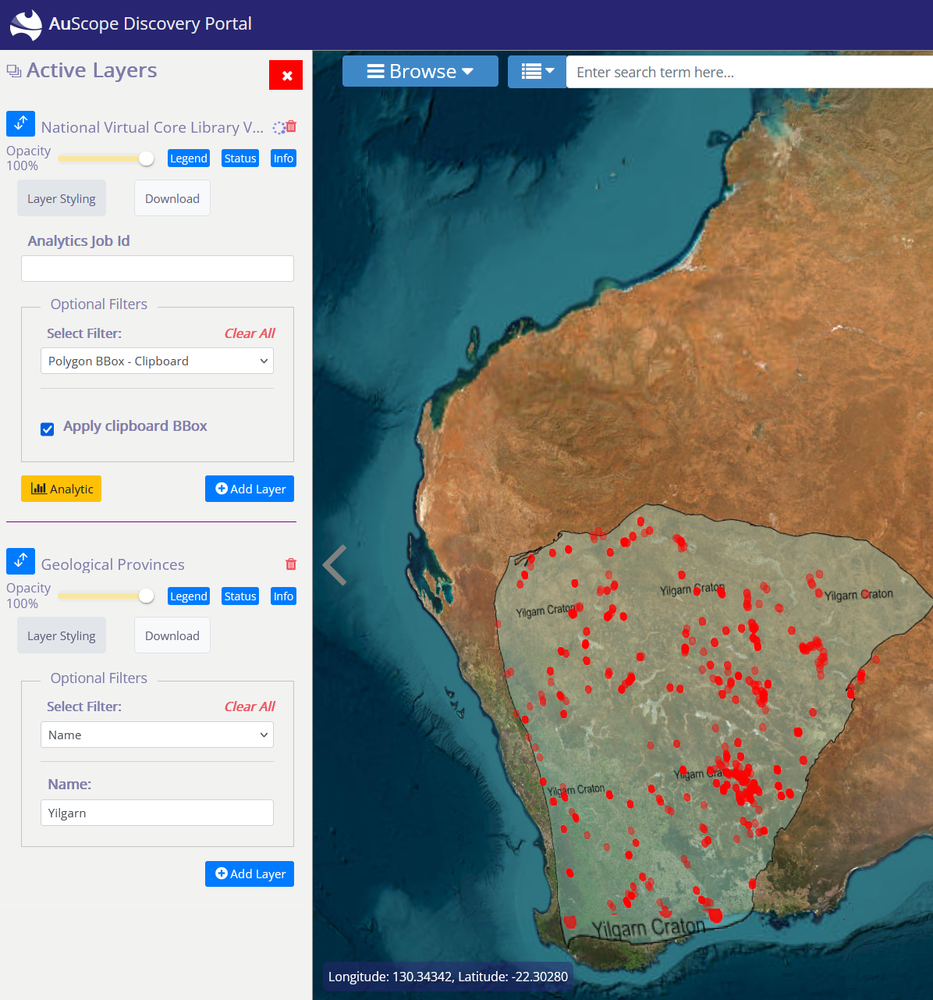 AuScope Discovery Portal
Active Layers
Browse
Enter search term here...
National Virtual Core Library V...
Opacity
100%
Legend
Status
Info
Layer Styling
Download
Analytics Job Id
Optional Filters
Select Filter:
Clear All
Polygon BBox - Clipboard
Apply clipboard BBox
Analytic
Add Layer
Geological Provinces
Opacity
100%
Legend
Status
Info
Layer Styling
Download
Optional Filters
Select Filter:
Clear All
Name
Name:
Yilgarn
Add Layer
Yilgarn Craton
Yilgarn Craton
Yilgarn Craton
Yilgarn Cra
Yilgarn Craton
Yilgarn Craton
Longitude: 130.34342, Latitude: -22.30280